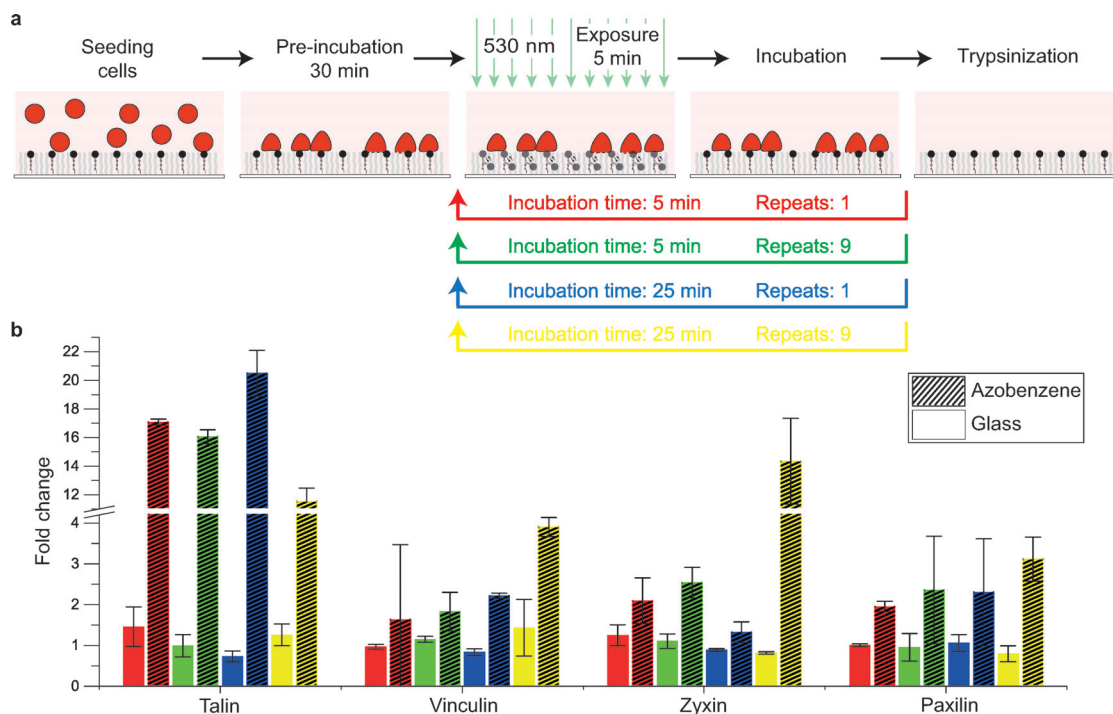 a
Seeding
cells
Pre-incubation
30 min
530 nm
Exposure
5 min
Incubation
Trypsinization
Incubation time: 5 min Repeats: 1
Incubation time: 5 min Repeats: 9
Incubation time: 25 min Repeats: 1
Incubation time: 25 min Repeats: 9
b
Fold change
22
20
18
16
14
12
4
3
2
1
0
Azobenzene
Glass
Talin
Vinculin
Zyxin
Paxilin